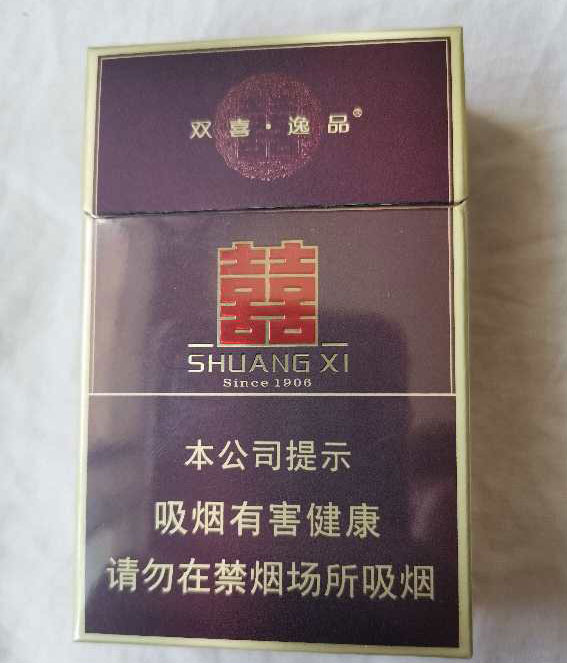 双喜·逸品®
囍
SHUANG XI
Since 1906
本公司提示
吸烟有害健康
请勿在禁烟场所吸烟